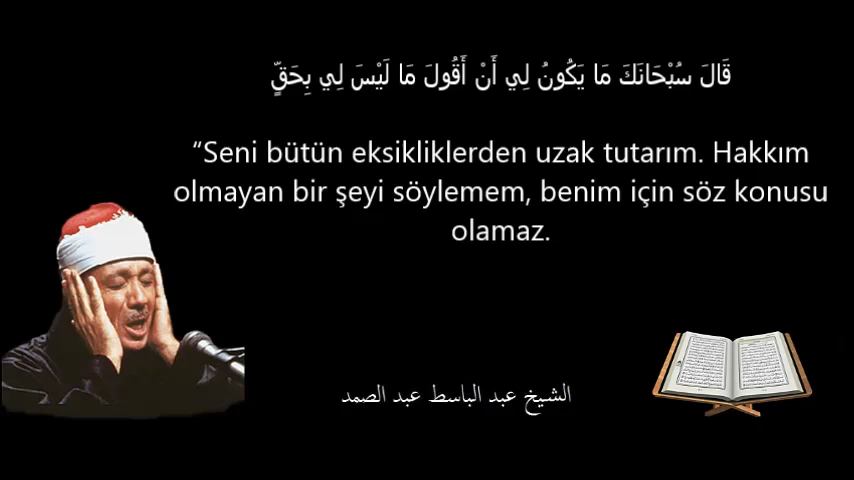 قَالَ سُبْحَانَكَ مَا يَكُونُ لِي أَنْ أَقُولَ مَا لَيْسَ لِي بِحَقٍّ
“Seni bütün eksikliklerden uzak tutarım. Hakkım
olmayan bir şeyi söylemem, benim için söz konusu
olamaz.
الشيخ عبد الباسط عبد الصمد